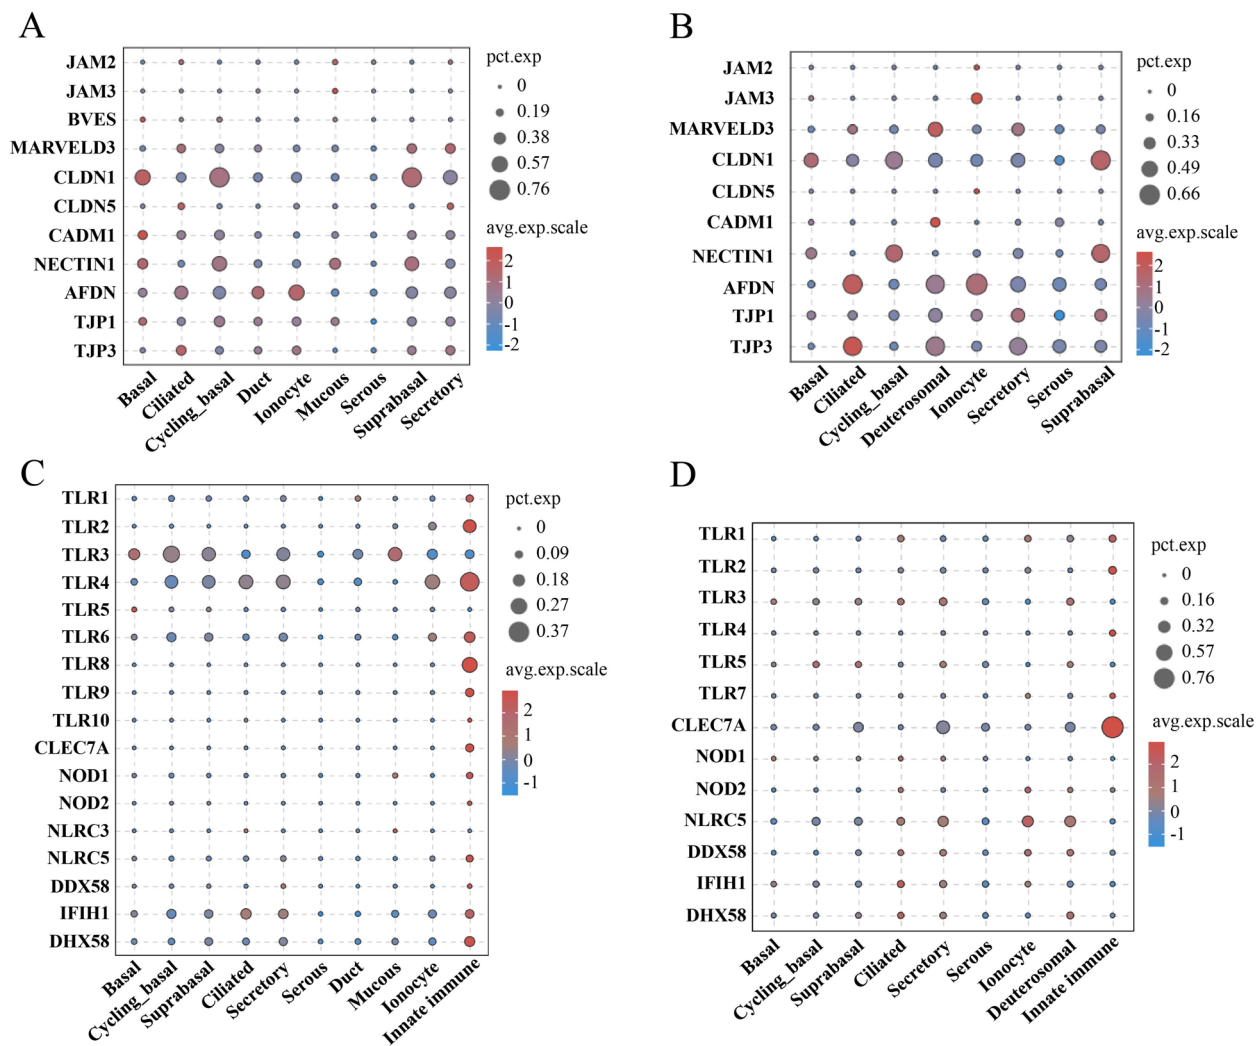 A
JAM2
JAM3
BVES
MARVELD3
CLDN1
CLDN5
CADM1
NECTIN1
AFDN
TJP1
TJP3
Basal
Ciliated
Cycling_basal
Duct
Ionocyte
Mucous
Serous
Suprabasal
Secretory
pct.exp
0
0.19
0.38
0.57
0.76
avg.exp.scale
2
1
0
-1
-2
B
JAM2
JAM3
MARVELD3
CLDN1
CLDN5
CADM1
NECTIN1
AFDN
TJP1
TJP3
Basal
Ciliated
Cycling_basal
Deuterosomal
Ionocyte
Secretory
Serous
Suprabasal
pct.exp
0
0.16
0.33
0.49
0.66
avg.exp.scale
2
1
0
-1
-2
C
TLR1
TLR2
TLR3
TLR4
TLR5
TLR6
TLR8
TLR9
TLR10
CLEC7A
NOD1
NOD2
NLRC3
NLRC5
DDX58
IFIH1
DHX58
Basal
Cycling_basal
Suprabasal
Ciliated
Secretory
Serous
Duct
Mucous
Ionocyte
Innate immune
pct.exp
0
0.09
0.18
0.27
0.37
avg.exp.scale
2
1
0
-1
D
TLR1
TLR2
TLR3
TLR4
TLR5
TLR7
CLEC7A
NOD1
NOD2
NLRC5
DDX58
IFIH1
DHX58
Basal
Cycling_basal
Suprabasal
Ciliated
Secretory
Serous
Ionocyte
Deuterosomal
Innate immune
pct.exp
0
0.16
0.32
0.57
0.76
avg.exp.scale
2
1
0
-1